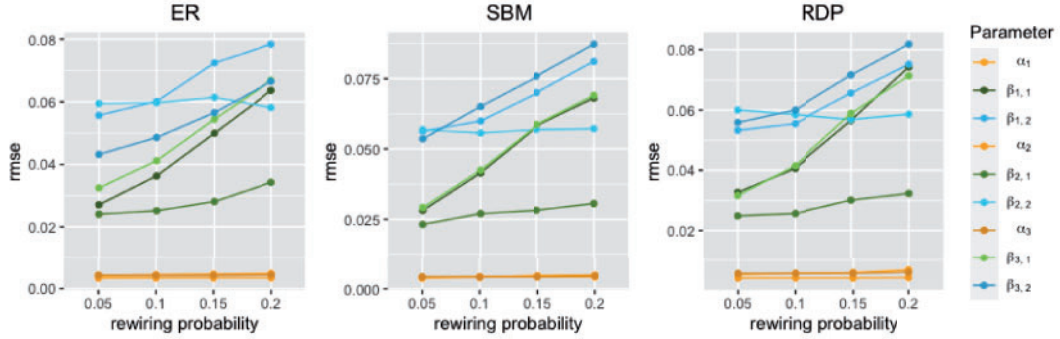 ER
SBM
RDP
rmse
0.08
0.06
0.04
0.02
0.00
0.05 0.1 0.15 0.2
rewiring probability
rmse
0.075
0.050
0.025
0.000
0.05 0.1 0.15 0.2
rewiring probability
rmse
0.08
0.06
0.04
0.02
0.05 0.1 0.15 0.2
rewiring probability
Parameter
α1
β1, 1
β1, 2
α2
β2, 1
β2, 2
α3
β3, 1
β3, 2